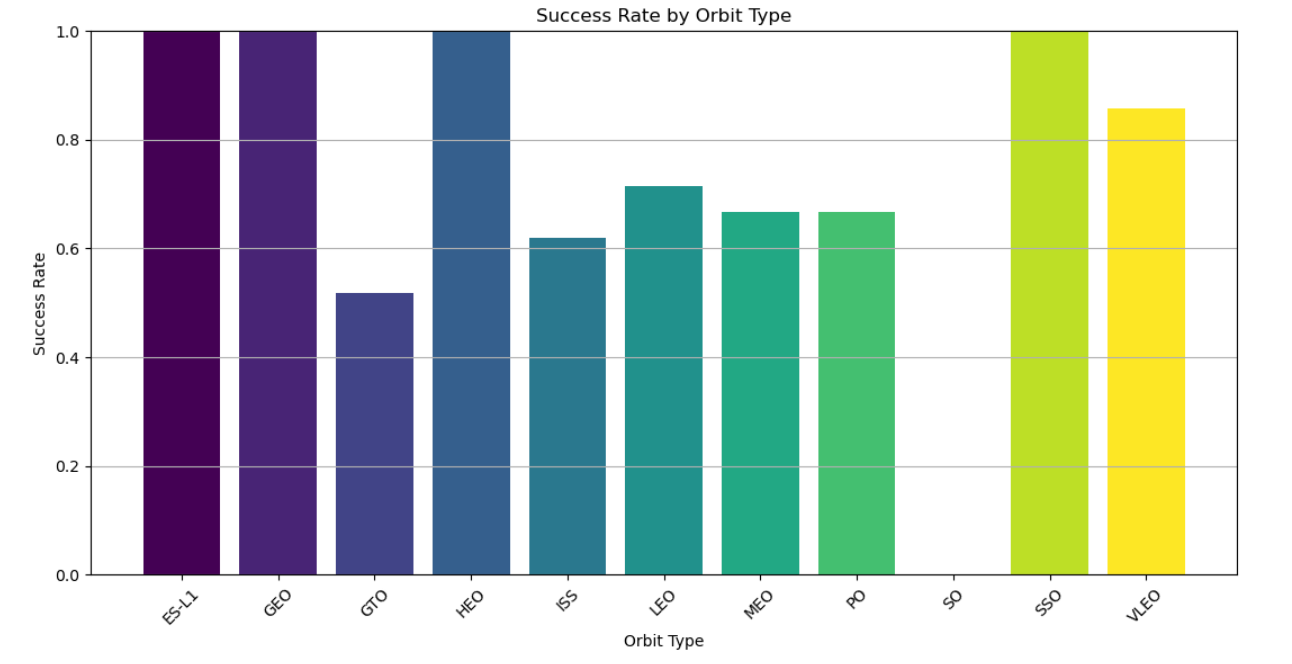 Success Rate by Orbit Type
1.0
0.8
0.6
0.4
0.2
0.0
Success Rate
ES-L1
GEO
GTO
HEO
ISS
LEO
MEO
PO
SO
SSO
VLEO
Orbit Type